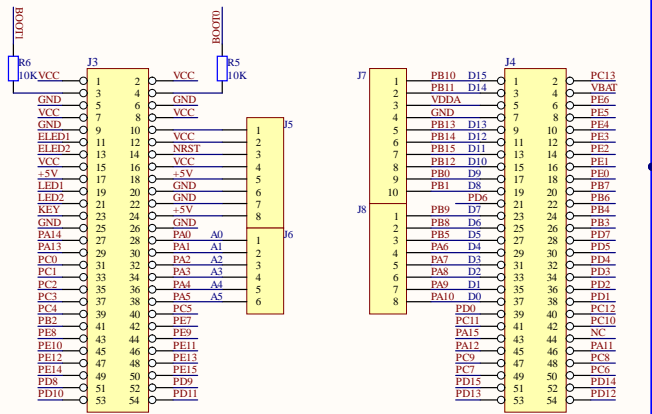 BOOT1 BOOT0
R6 10K R5 10K
J3 J5 J6 J7 J8 J4
VCC 1 2 VCC
3 4
GND 5 6 GND
VCC 7 8 VCC
GND 9 10 1
ELED1 11 12 VCC 2
ELED2 13 14 NRST 3
VCC 15 16 VCC 4
+5V 17 18 +5V 5
LED1 19 20 GND 6
LED2 21 22 GND 7
KEY 23 24 +5V 8
GND 25 26 GND
PA14 27 28 PA0 A0 1
PA13 29 30 PA1 A1 2
PC0 31 32 PA2 A2 3
PC1 33 34 PA3 A3 4
PC2 35 36 PA4 A4 5
PC3 37 38 PA5 A5 6
PC4 39 40 PC5
PB2 41 42 PE7
PE8 43 44 PE9
PE10 45 46 PE11
PE12 47 48 PE13
PE14 49 50 PE15
PD8 51 52 PD9
PD10 53 54 PD11
1 PB10 D15 1 2 PC13
2 PB11 D14 3 4 VBAT
3 VDDA 5 6 PE6
4 GND 7 8 PE5
5 PB13 D13 9 10 PE4
6 PB14 D12 11 12 PE3
7 PB15 D11 13 14 PE2
8 PB12 D10 15 16 PE1
9 PB0 D9 17 18 PE0
10 PB1 D8 19 20 PB7
PD6 21 22 PB6
1 PB9 D7 23 24 PB4
2 PB8 D6 25 26 PB3
3 PB5 D5 27 28 PD7
4 PA6 D4 29 30 PD5
5 PA7 D3 31 32 PD4
6 PA8 D2 33 34 PD3
7 PA9 D1 35 36 PD2
8 PA10 D0 37 38 PD1
PD0 39 40 PC12
PC11 41 42 PC10
PA15 43 44 NC
PA12 45 46 PA11
PC9 47 48 PC8
PC7 49 50 PC6
PD15 51 52 PD14
PD13 53 54 PD12